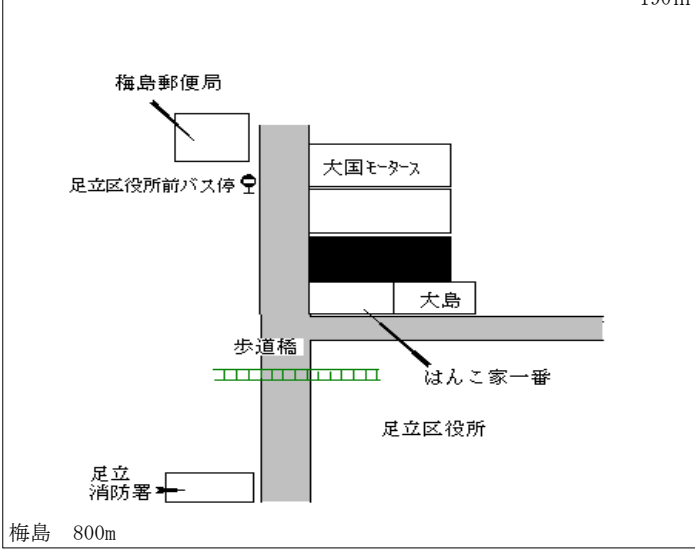 梅島郵便局
大国モータース
足立区役所前バス停
大島
歩道橋
はんこ家一番
足立区役所
足立
消防署
梅島 800m